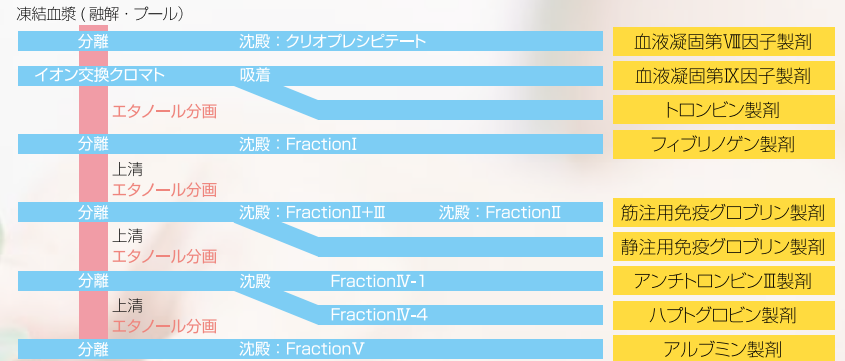 凍結血漿(融解・プール)
分離 沈殿：クリオプレシピテート 血液凝固第Ⅷ因子製剤
イオン交換クロマト 吸着 血液凝固第Ⅸ因子製剤
エタノール分画 トロンビン製剤
分離 沈殿：FractionⅠ フィブリノゲン製剤
上清
エタノール分画
分離 沈殿：FractionⅡ+Ⅲ 沈殿：FractionⅡ 筋注用免疫グロブリン製剤
上清
静注用免疫グロブリン製剤
エタノール分画
分離 沈殿 FractionⅣ-1 アンチトロンビンⅢ製剤
上清
FractionⅣ-4 ハプトグロビン製剤
エタノール分画
分離 沈殿：FractionⅤ アルブミン製剤